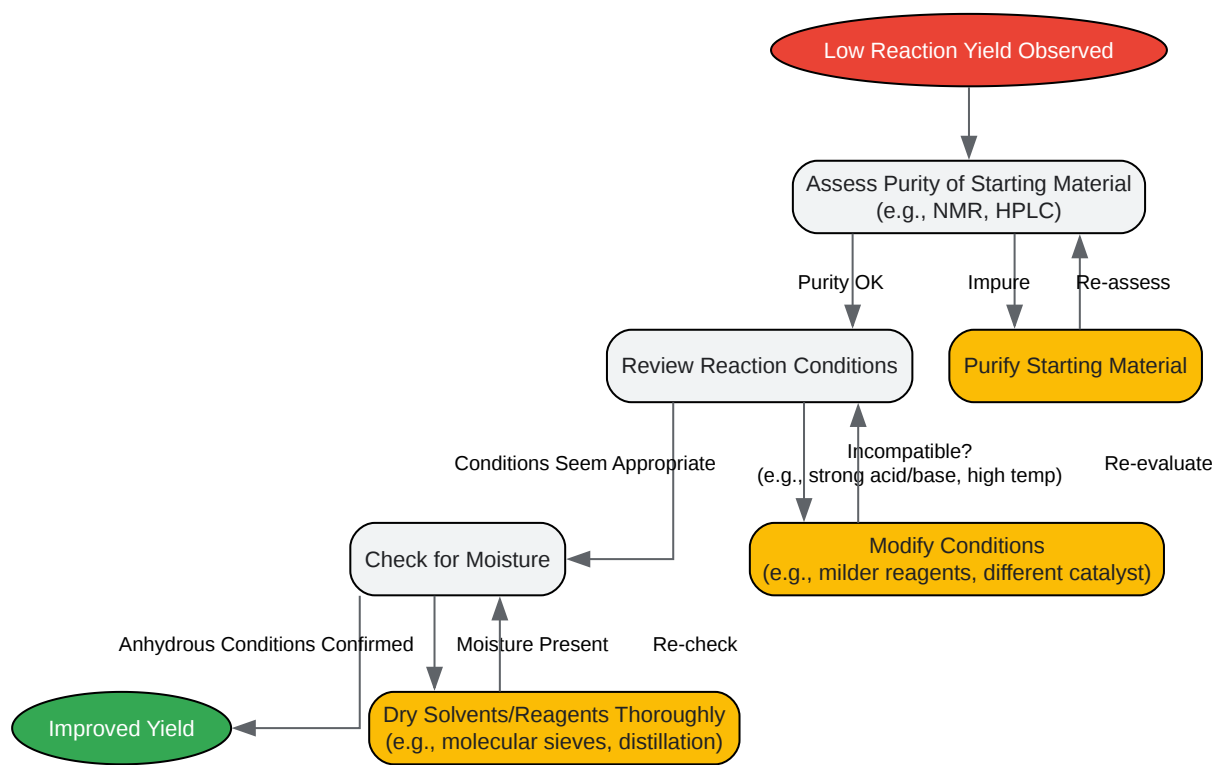 Low Reaction Yield Observed
Assess Purity of Starting Material
(e.g., NMR, HPLC)
Purity OK
Impure
Re-assess
Review Reaction Conditions
Purify Starting Material
Conditions Seem Appropriate
Incompatible?
(e.g., strong acid/base, high temp)
Re-evaluate
Check for Moisture
Modify Conditions
(e.g., milder reagents, different catalyst)
Anhydrous Conditions Confirmed
Moisture Present
Re-check
Improved Yield
Dry Solvents/Reagents Thoroughly
(e.g., molecular sieves, distillation)